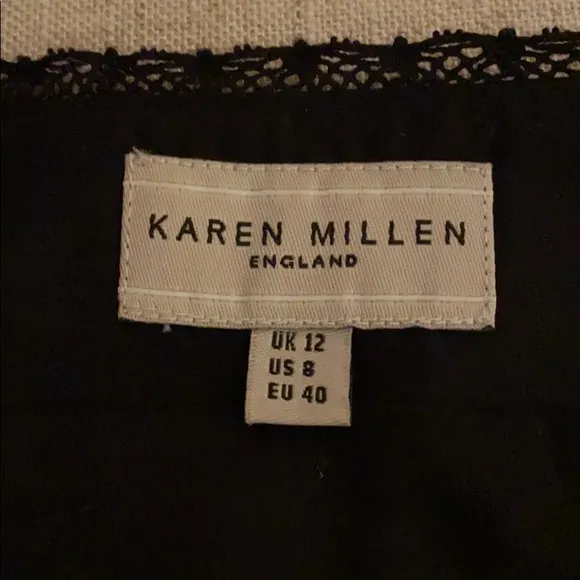 KAREN MILLEN
ENGLAND
UK 12
US 8
EU 40